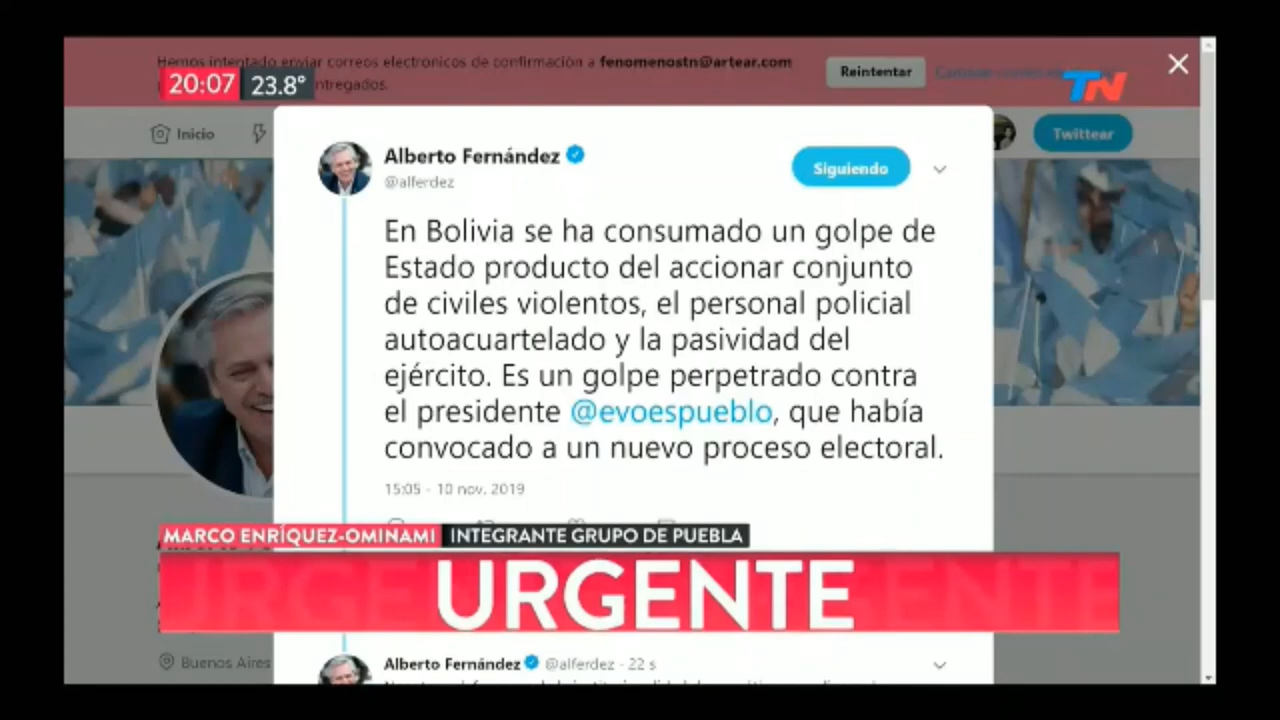 Hemos intentado enviar correos electrónicos de confirmación a fenomenostn@artear.com
Reintentar
20:07 23.8°
ntregados.
TN
Inicio
Twittear
Alberto Fernández
@alferdez
Siguiendo
En Bolivia se ha consumado un golpe de
Estado producto del accionar conjunto
de civiles violentos, el personal policial
autoacuartelado y la pasividad del
ejército. Es un golpe perpetrado contra
el presidente @evoespueblo, que había
convocado a un nuevo proceso electoral.
15:05 - 10 nov. 2019
MARCO ENRÍQUEZ-OMINAMI INTEGRANTE GRUPO DE PUEBLA
URGENTE
Buenos Aires
Alberto Fernández @alferdez - 22 s